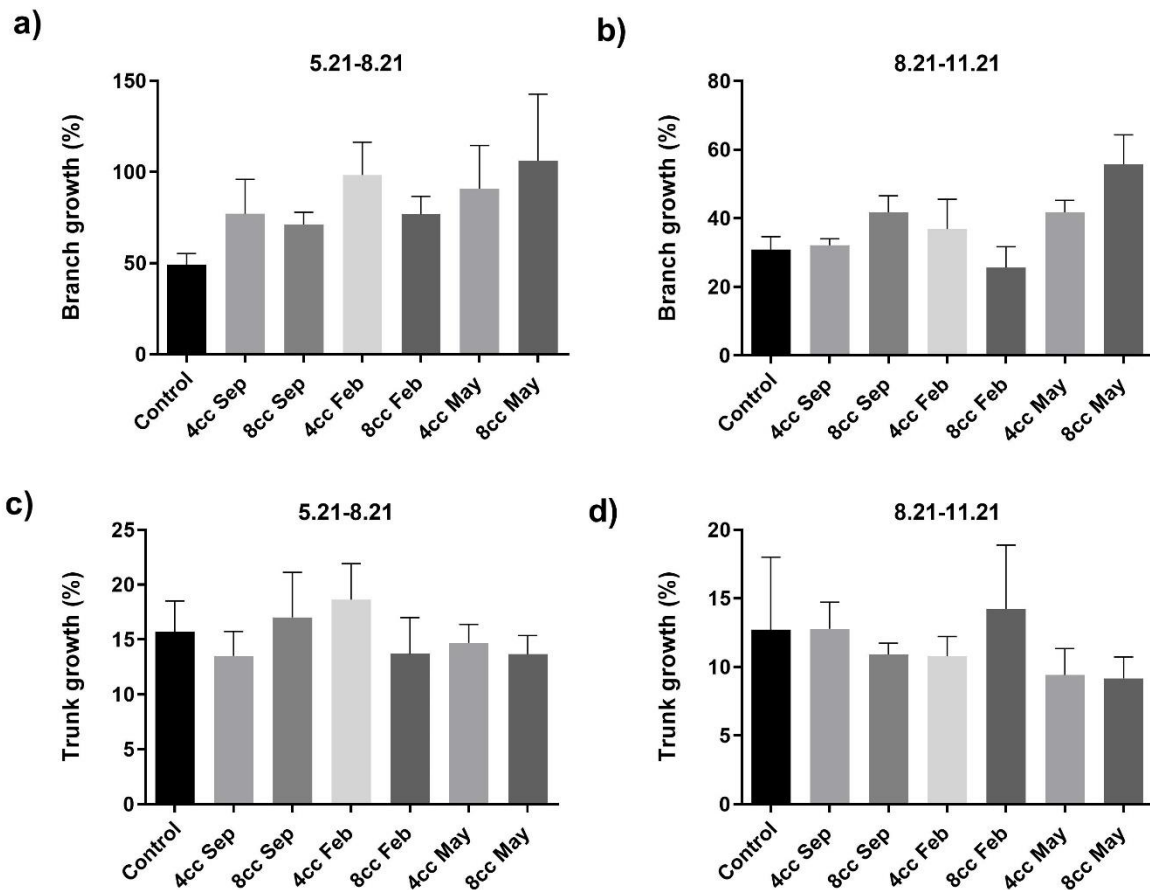 a)
5.21-8.21
Branch growth (%)
150
100
50
0
Control
4cc Sep
8cc Sep
4cc Feb
8cc Feb
4cc May
8cc May
b)
8.21-11.21
Branch growth (%)
80
60
40
20
0
Control
4cc Sep
8cc Sep
4cc Feb
8cc Feb
4cc May
8cc May
c)
5.21-8.21
Trunk growth (%)
25
20
15
10
5
0
Control
4cc Sep
8cc Sep
4cc Feb
8cc Feb
4cc May
8cc May
d)
8.21-11.21
Trunk growth (%)
20
15
10
5
0
Control
4cc Sep
8cc Sep
4cc Feb
8cc Feb
4cc May
8cc May